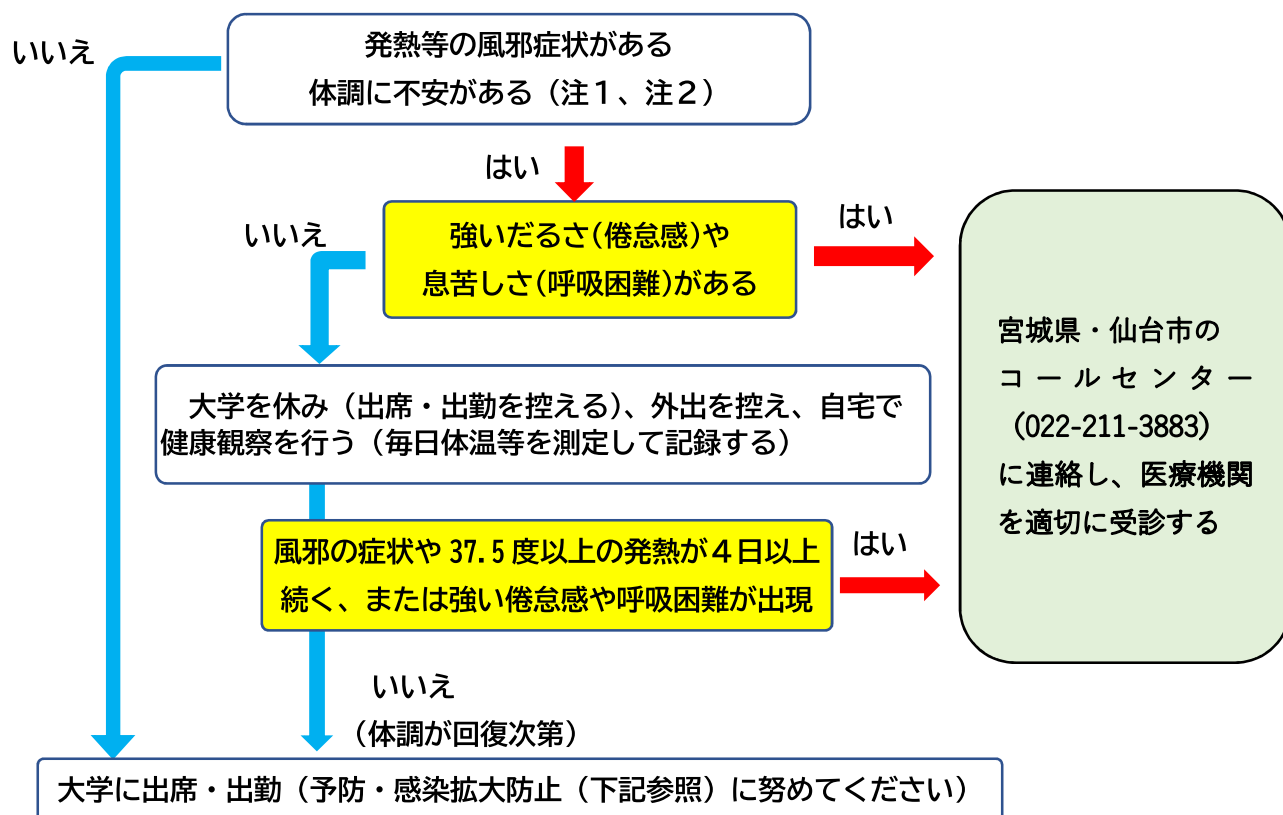 いいえ
発熱等の風邪症状がある
体調に不安がある（注１、注２）
はい
強いだるさ(倦怠感)や
息苦しさ(呼吸困難)がある
はい
いいえ
大学を休み（出席・出勤を控える）、外出を控え、自宅で
健康観察を行う（毎日体温等を測定して記録する）
風邪の症状や 37.5 度以上の発熱が４日以上
続く、または強い倦怠感や呼吸困難が出現
はい
宮城県・仙台市の
コールセンター
（022-211-3883）
に連絡し、医療機関
を適切に受診する
いいえ
（体調が回復次第）
大学に出席・出勤（予防・感染拡大防止（下記参照）に努めてください）